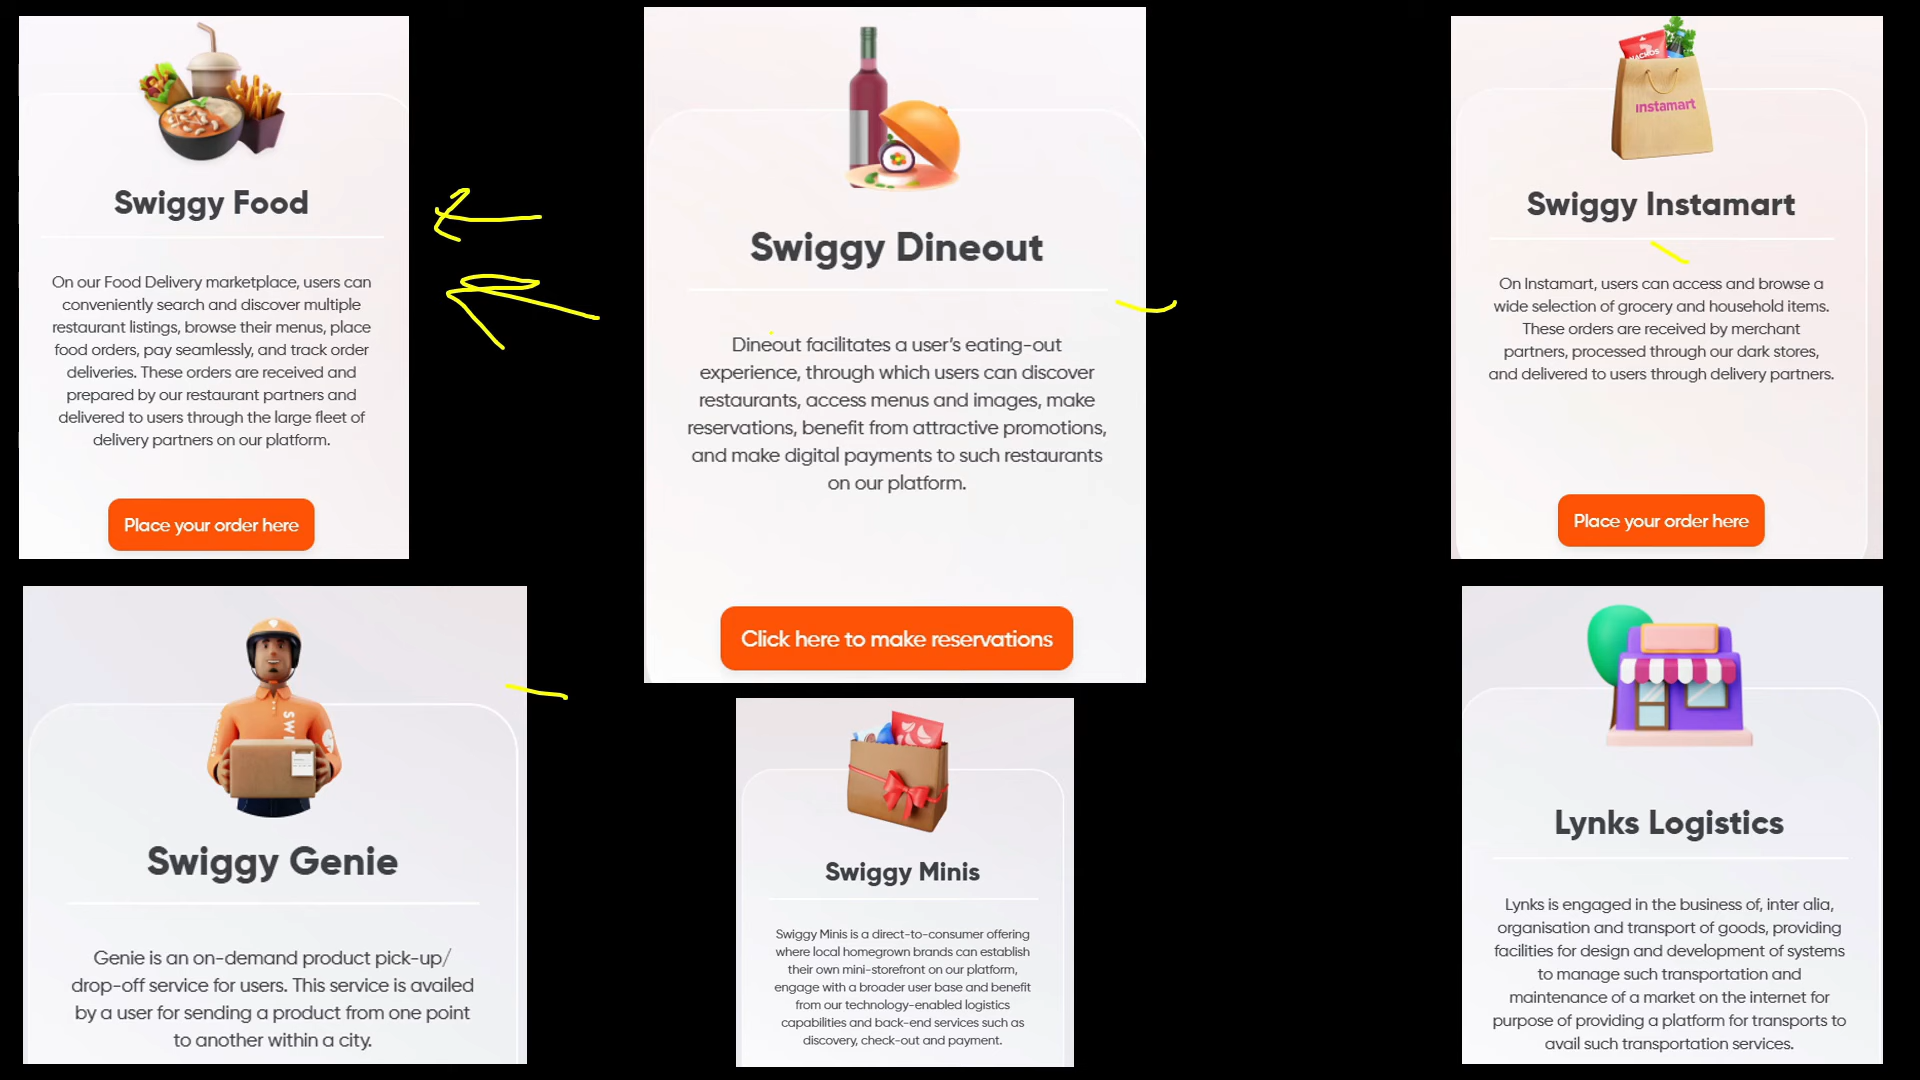 Swiggy Food
On our Food Delivery marketplace, users can
conveniently search and discover multiple
restaurant listings, browse their menus, place
food orders, pay seamlessly, and track order
deliveries. These orders are received and
prepared by our restaurant partners and
delivered to users through the large fleet of
delivery partners on our platform.
Place your order here
Swiggy Dineout
Dineout facilitates a user’s eating-out
experience, through which users can discover
restaurants, access menus and images, make
reservations, benefit from attractive promotions,
and make digital payments to such restaurants
on our platform.
Click here to make reservations
NACHOS
instamart
Swiggy Instamart
On Instamart, users can access and browse a
wide selection of grocery and household items.
These orders are received by merchant
partners, processed through our dark stores,
and delivered to users through delivery partners.
Place your order here
Swiggy Genie
Genie is an on-demand product pick-up/
drop-off service for users. This service is availed
by a user for sending a product from one point
to another within a city.
Swiggy Minis
Swiggy Minis is a direct-to-consumer offering
where local homegrown brands can establish
their own mini-storefront on our platform,
engage with a broader user base and benefit
from our technology-enabled logistics
capabilities and back-end services such as
discovery, check-out and payment.
Lynks Logistics
Lynks is engaged in the business of, inter alia,
organisation and transport of goods, providing
facilities for design and development of systems
to manage such transportation and
maintenance of a market on the internet for
purpose of providing a platform for transports to
avail such transportation services.